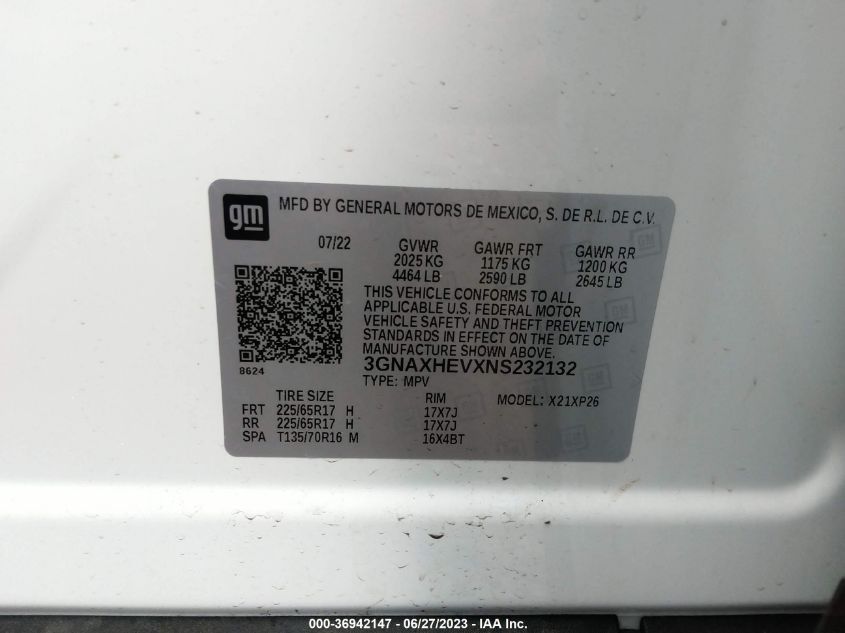 gm
MFD BY GENERAL MOTORS DE MEXICO, S. DE R.L. DE C.V.
07/22 GVWR GAWR FRT GAWR RR
2025 KG 1175 KG 1200 KG
4464 LB 2590 LB 2645 LB
THIS VEHICLE CONFORMS TO ALL
APPLICABLE U.S. FEDERAL MOTOR
VEHICLE SAFETY AND THEFT PREVENTION
STANDARDS IN EFFECT ON THE DATE OF
MANUFACTURE SHOWN ABOVE.
8624
3GNAXHEVXNS232132
TYPE: MPV
TIRE SIZE RIM MODEL: X21XP26
FRT 225/65R17 H 17X7J
RR 225/65R17 H 17X7J
SPA T135/70R16 M 16X4BT
000-36942147 - 06/27/2023 - IAA Inc.